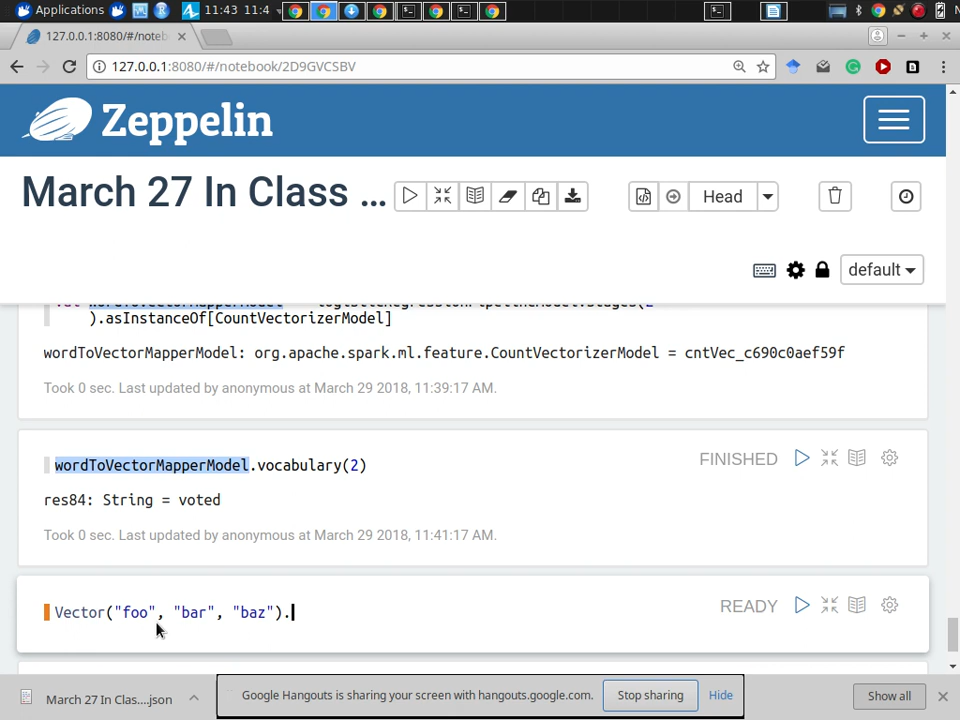 Applications 11:43 11:4
127.0.0.1:8080/#/noteb
127.0.0.1:8080/#/notebook/2D9GVCSBV
Zeppelin
March 27 In Class ...
Head
default
).asInstanceOf[CountVectorizerModel]
wordToVectorMapperModel: org.apache.spark.ml.feature.CountVectorizerModel = cntVec_c690c0aef59f
Took 0 sec. Last updated by anonymous at March 29 2018, 11:39:17 AM.
wordToVectorMapperModel.vocabulary(2)
FINISHED
res84: String = voted
Took 0 sec. Last updated by anonymous at March 29 2018, 11:41:17 AM.
Vector("foo", "bar", "baz").
READY
March 27 In Clas....json
Google Hangouts is sharing your screen with hangouts.google.com.
Stop sharing
Hide
Show all